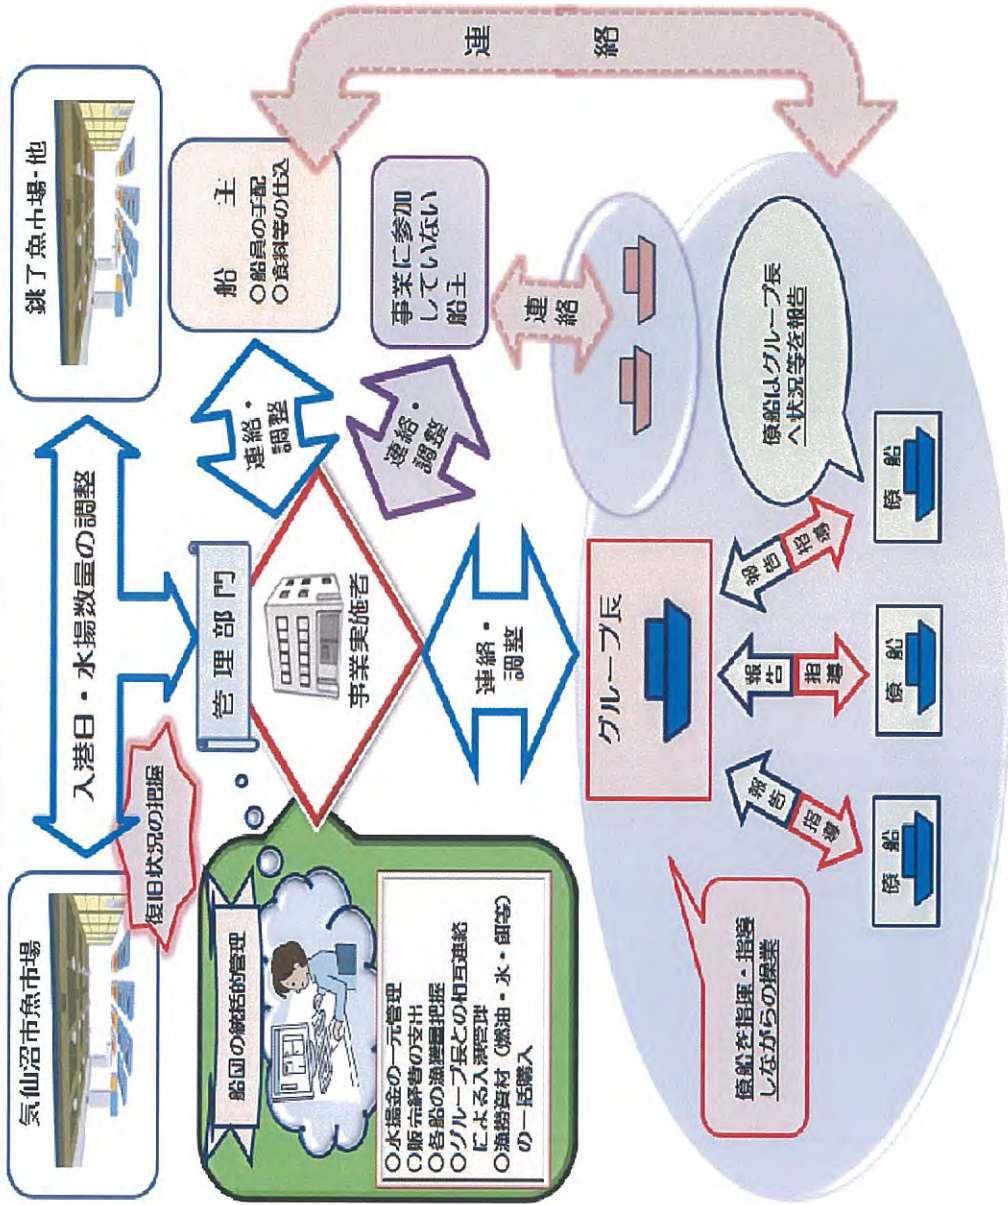 気仙沼市魚市場
入港日・水揚数量の調整
銚子魚市場・他
復旧状況の把握
船団の統括的管理
○水揚金の一元管理
○販売経費の支出
○各船の漁獲量把握
○グループ長との相互連絡
による入港管理
○漁撈資材（燃油・水・餌等）
の一括購入
管理部門
事業実施者
連絡・
調整
船　主
○船員の手配
○食料等の仕込
連絡・
調整
事業に参加
していない
船主
連絡
連絡
連絡・
調整
グループ長
僚船を指揮・指導
しながらの操業
報告
指導
報告
指導
報告
指導
僚船はグループ長
へ状況等を報告
僚　船
僚　船
僚　船